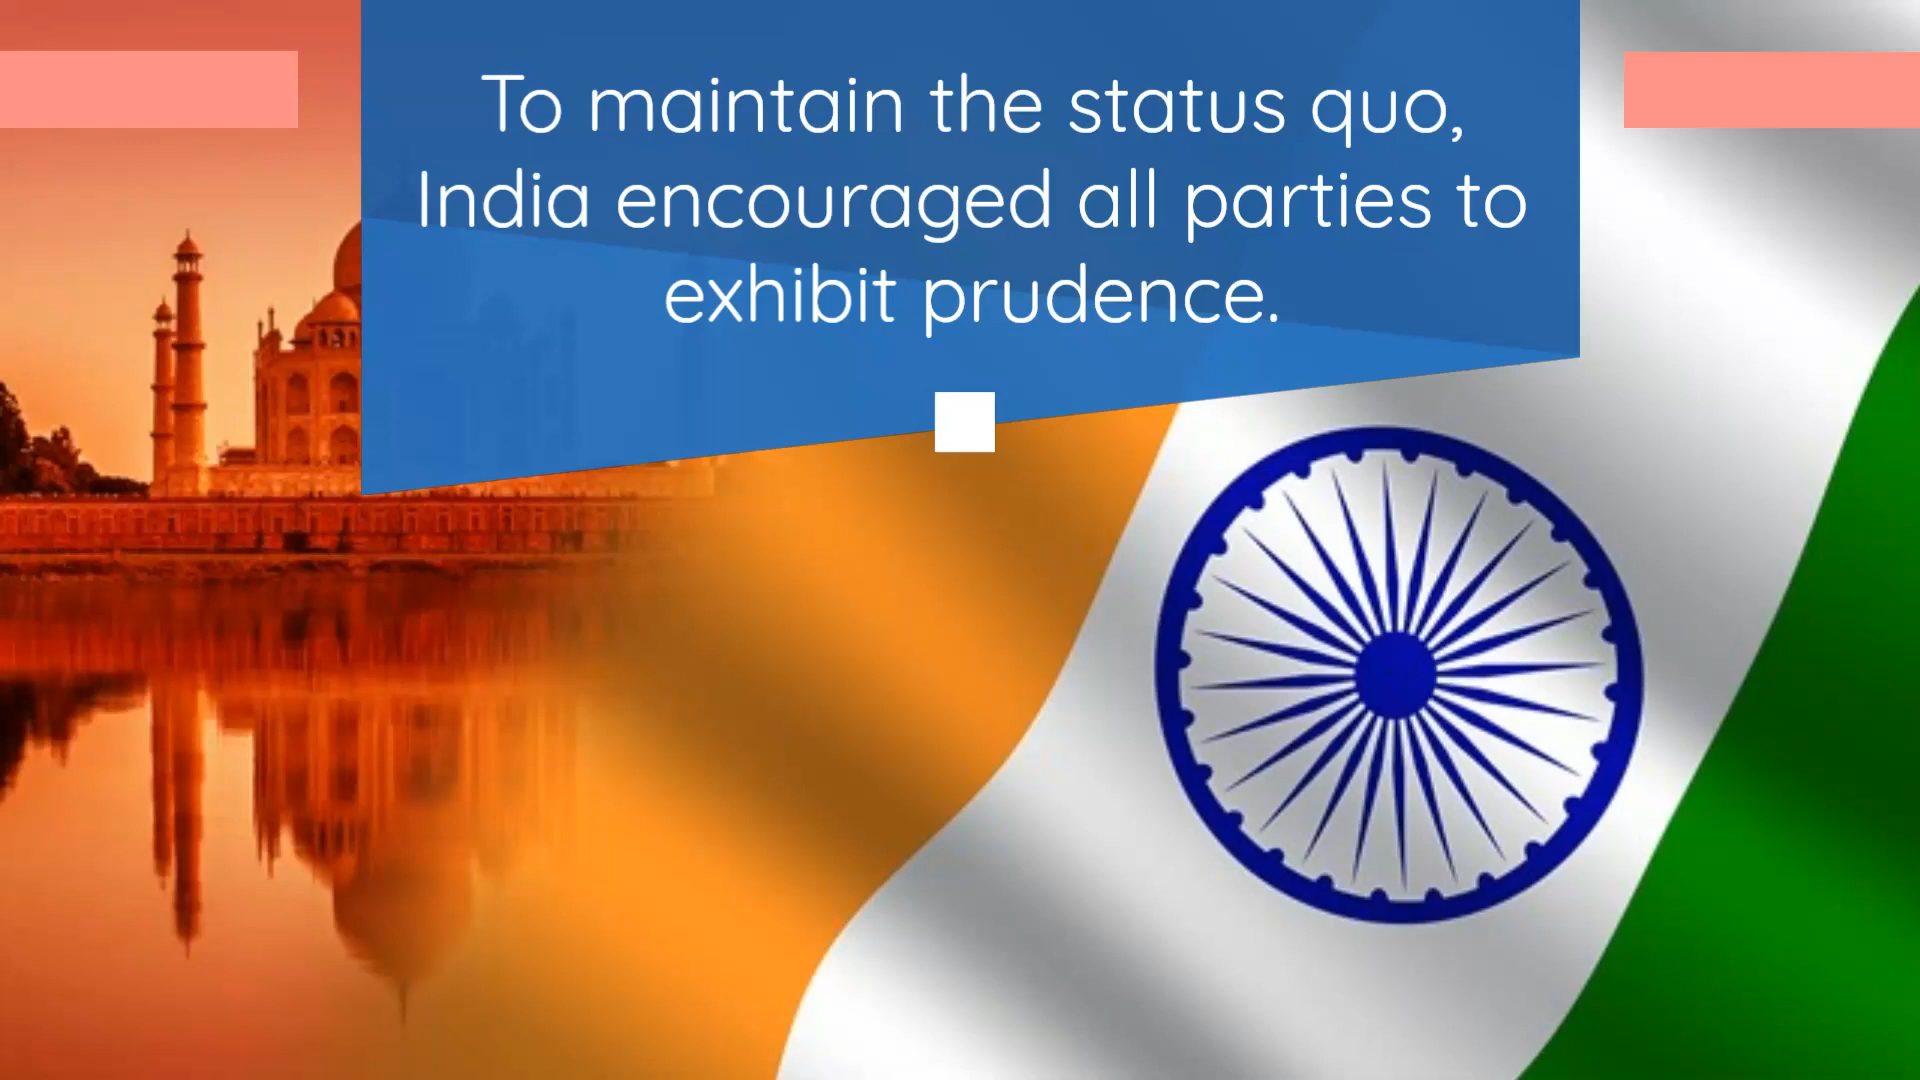 To maintain the status quo,
India encouraged all parties to
exhibit prudence.